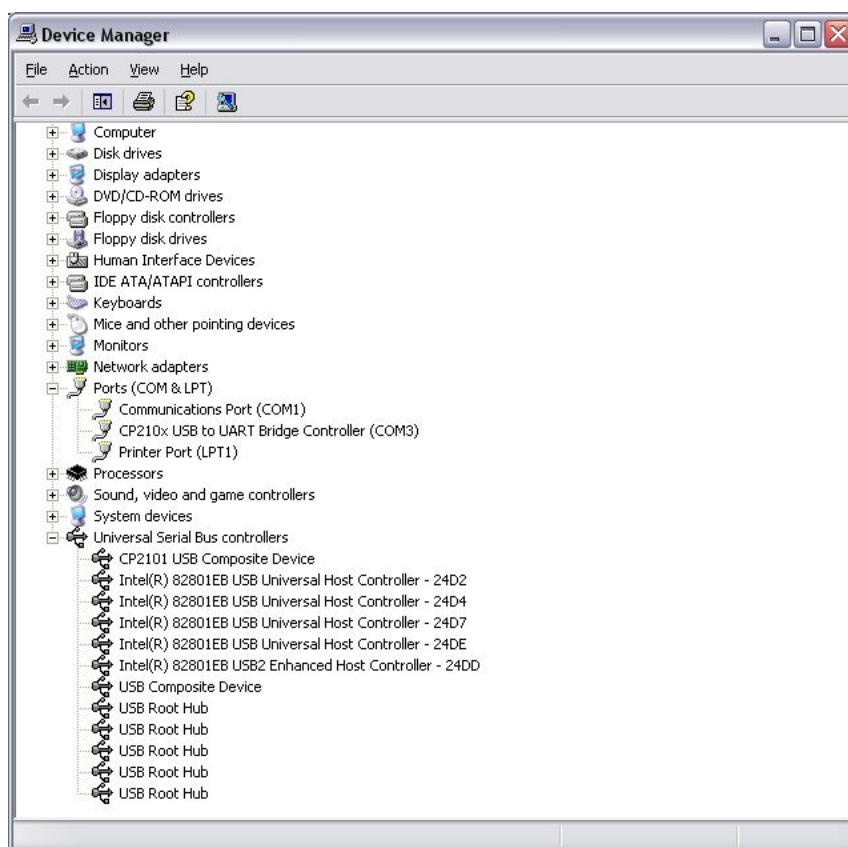 Device Manager
File Action View Help
Computer
Disk drives
Display adapters
DVD/CD-ROM drives
Floppy disk controllers
Floppy disk drives
Human Interface Devices
IDE ATA/ATAPI controllers
Keyboards
Mice and other pointing devices
Monitors
Network adapters
Ports (COM & LPT)
Communications Port (COM1)
CP210x USB to UART Bridge Controller (COM3)
Printer Port (LPT1)
Processors
Sound, video and game controllers
System devices
Universal Serial Bus controllers
CP2101 USB Composite Device
Intel(R) 82801EB USB Universal Host Controller - 24D2
Intel(R) 82801EB USB Universal Host Controller - 24D4
Intel(R) 82801EB USB Universal Host Controller - 24D7
Intel(R) 82801EB USB Universal Host Controller - 24DE
Intel(R) 82801EB USB2 Enhanced Host Controller - 24DD
USB Composite Device
USB Root Hub
USB Root Hub
USB Root Hub
USB Root Hub
USB Root Hub